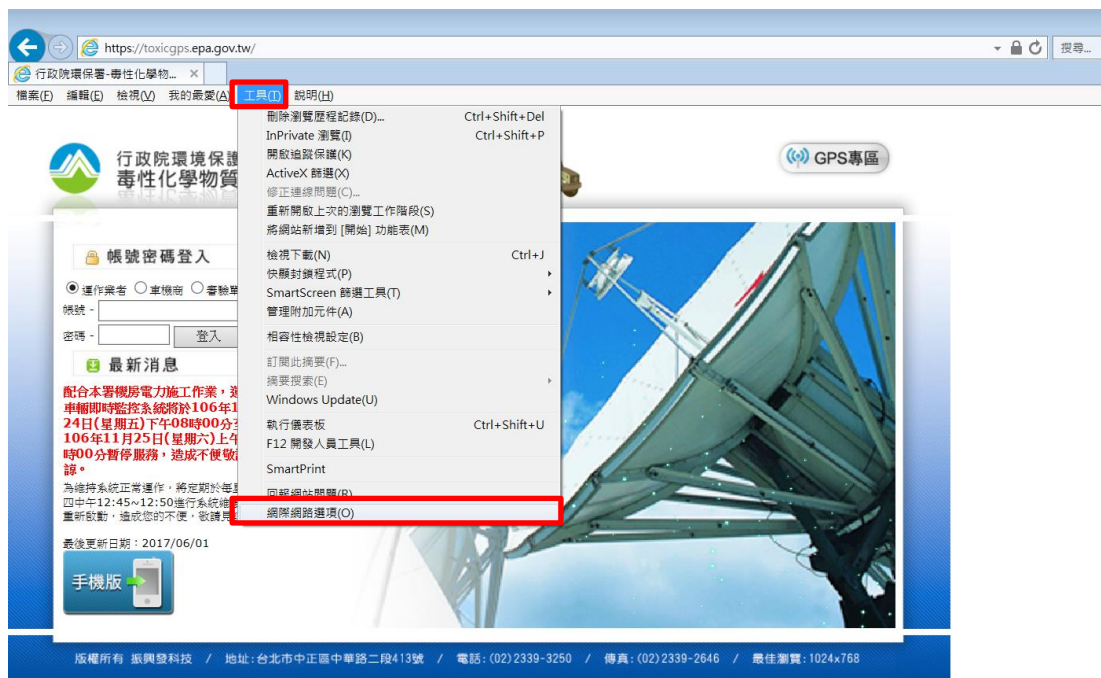 https://toxicgps.epa.gov.tw/
搜尋...
行政院環保署-毒性化學物...
檔案(F) 編輯(E) 檢視(V) 我的最愛(A) 工具(T) 說明(H)
刪除瀏覽歷程記錄(D)... Ctrl+Shift+Del
InPrivate 瀏覽(I) Ctrl+Shift+P
開啟追蹤保護(K)
ActiveX 篩選(X)
修正連線問題(C)...
重新開啟上次的瀏覽工作階段(S)
將網站新增到 [開始] 功能表(M)
檢視下載(N) Ctrl+J
快顯封鎖程式(P)
SmartScreen 篩選工具(T)
管理附加元件(A)
相容性檢視設定(B)
訂閱此摘要(F)...
摘要搜索(E)
Windows Update(U)
執行儀表板 Ctrl+Shift+U
F12 開發人員工具(L)
SmartPrint
回報網站問題(R)
網際網路選項(O)
行政院環境保護
毒性化學物質
GPS專區
帳號密碼登入
運作業者 車機商 審驗單
帳號 -
密碼 - 登入
最新消息
配合本署機房電力施工作業，運
車輛即時監控系統將於106年1
24日(星期五)下午08時00分至
106年11月25日(星期六)上午
時00分暫停服務，造成不便敬請
諒。
為維持系統正常運作，將定期於每星
四中午12:45~12:50進行系統維
重新啟動，造成您的不便，敬請見
最後更新日期：2017/06/01
手機版
版權所有 振興發科技 / 地址:台北市中正區中華路二段413號 / 電話:(02)2339-3250 / 傳真:(02)2339-2646 / 最佳瀏覽:1024x768